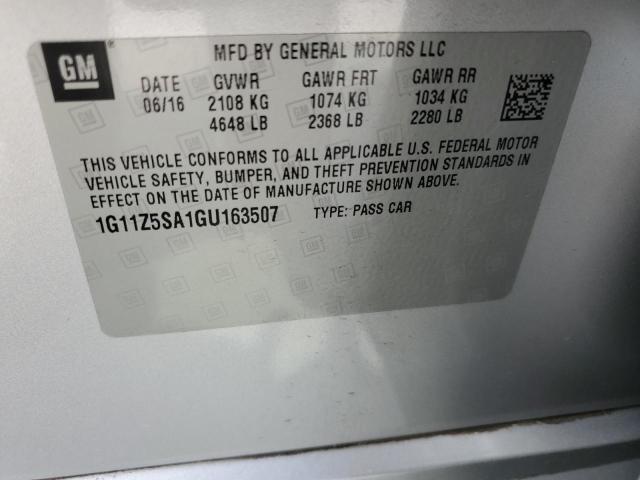 GM
MFD BY GENERAL MOTORS LLC
DATE GVWR GAWR FRT GAWR RR
06/16 2108 KG 1074 KG 1034 KG
4648 LB 2368 LB 2280 LB
THIS VEHICLE CONFORMS TO ALL APPLICABLE U.S. FEDERAL MOTOR
VEHICLE SAFETY, BUMPER, AND THEFT PREVENTION STANDARDS IN
EFFECT ON THE DATE OF MANUFACTURE SHOWN ABOVE.
1G11Z5SA1GU163507 TYPE: PASS CAR